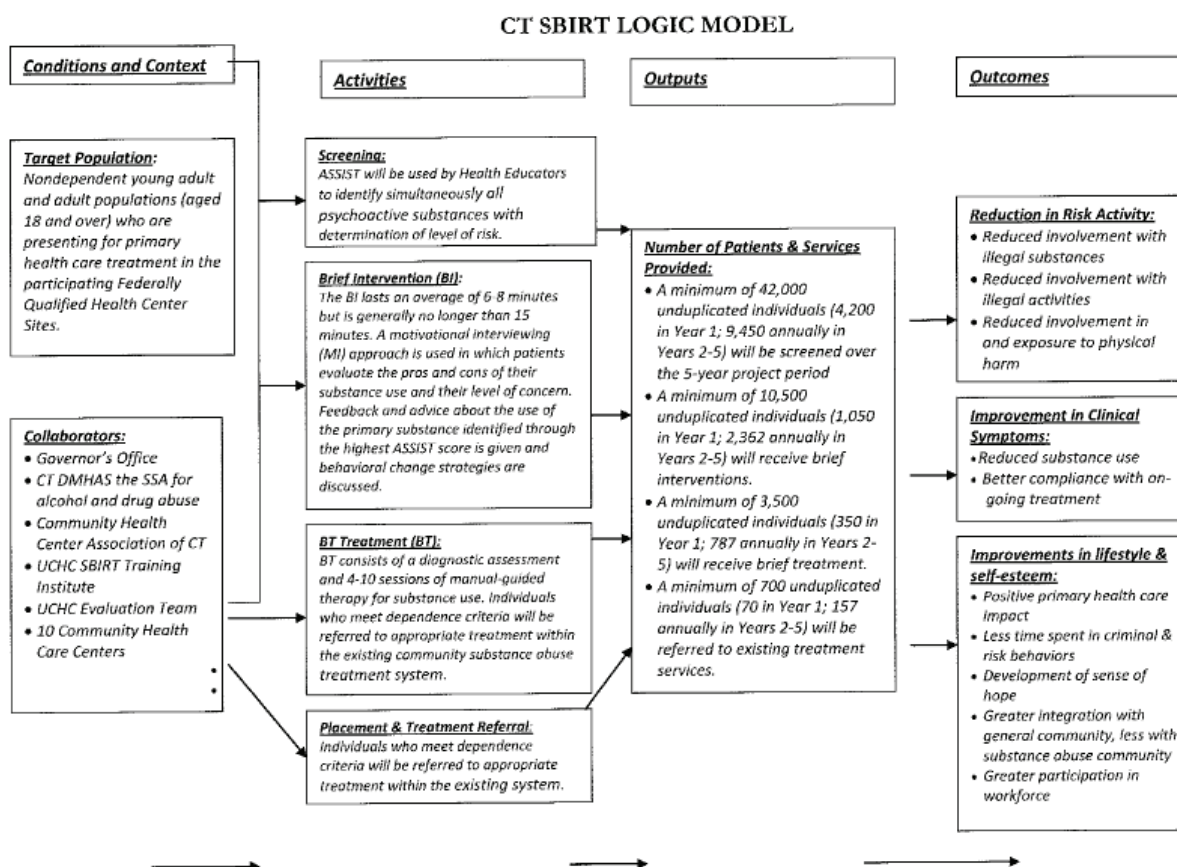 CT SBIRT LOGIC MODEL
Conditions and Context
Activities
Outputs
Outcomes
Target Population:
Nondependent young adult
and adult populations (aged
18 and over) who are
presenting for primary
health care treatment in the
participating Federally
Qualified Health Center
Sites.
Collaborators:
• Governor's Office
• CT DMHAS the SSA for
alcohol and drug abuse
• Community Health
Center Association of CT
• UCHC SBIRT Training
Institute
• UCHC Evaluation Team
• 10 Community Health
Care Centers
Screening:
ASSIST will be used by Health Educators
to identify simultaneously all
psychoactive substances with
determination of level of risk.
Brief Intervention (BI):
The BI lasts an average of 6-8 minutes
but is generally no longer than 15
minutes. A motivational interviewing
(MI) approach is used in which patients
evaluate the pros and cons of their
substance use and their level of concern.
Feedback and advice about the use of
the primary substance identified through
the highest ASSIST score is given and
behavioral change strategies are
discussed.
BT Treatment (BT):
BT consists of a diagnostic assessment
and 4-10 sessions of manual-guided
therapy for substance use. Individuals
who meet dependence criteria will be
referred to appropriate treatment within
the existing community substance abuse
treatment system.
Placement & Treatment Referral:
Individuals who meet dependence
criteria will be referred to appropriate
treatment within the existing system.
Number of Patients & Services
Provided:
• A minimum of 42,000
unduplicated individuals (4,200
in Year 1; 9,450 annually in
Years 2-5) will be screened over
the 5-year project period
• A minimum of 10,500
unduplicated individuals (1,050
in Year 1; 2,362 annually in
Years 2-5) will receive brief
interventions.
• A minimum of 3,500
unduplicated individuals (350 in
Year 1; 787 annually in Years 2-
5) will receive brief treatment.
• A minimum of 700 unduplicated
individuals (70 in Year 1; 157
annually in Years 2-5) will be
referred to existing treatment
services.
Reduction in Risk Activity:
• Reduced involvement with
illegal substances
• Reduced involvement with
illegal activities
• Reduced involvement in
and exposure to physical
harm
Improvement in Clinical
Symptoms:
• Reduced substance use
• Better compliance with on-
going treatment
Improvements in lifestyle &
self-esteem:
• Positive primary health care
impact
• Less time spent in criminal &
risk behaviors
• Development of sense of
hope
• Greater integration with
general community, less with
substance abuse community
• Greater participation in
workforce